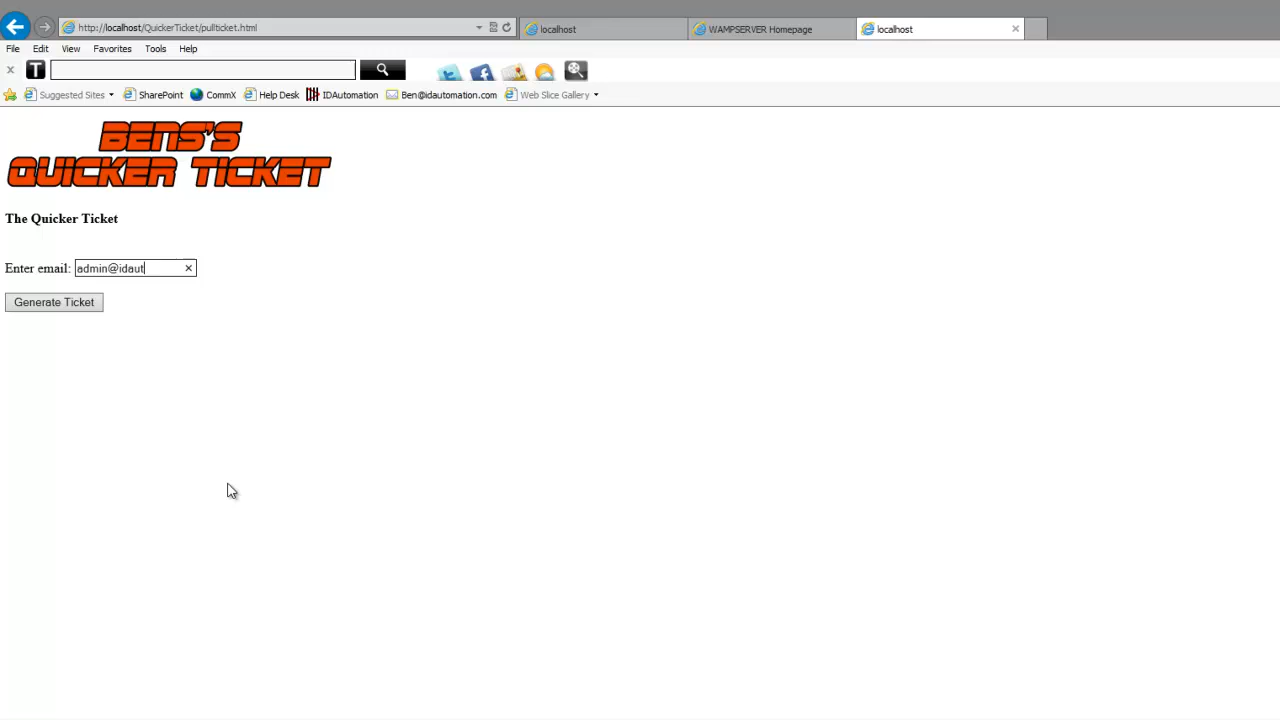 http://localhost/QuickerTicket/pullticket.html
localhost
WAMPSERVER Homepage
localhost
File Edit View Favorites Tools Help
T
Suggested Sites SharePoint CommX Help Desk IDAutomation Ben@idautomation.com Web Slice Gallery
BENS'S
QUICKER TICKET
The Quicker Ticket
Enter email: admin@idaut
Generate Ticket